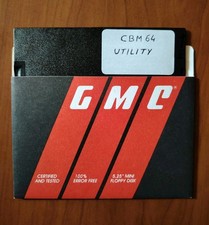 CBM 64
UTILITY
GMC
CERTIFIED
AND TESTED
100%
ERROR FREE
5.25" MINI
FLOPPY DISK